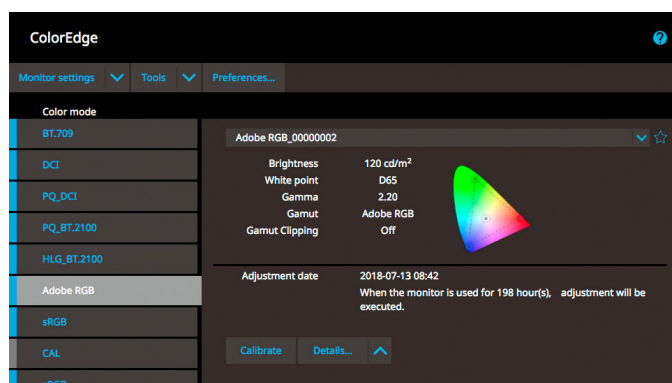 ColorEdge
?
Monitor settings Tools Preferences...
Color mode
BT.709
DCI
PQ_DCI
PQ_BT.2100
HLG_BT.2100
Adobe RGB
sRGB
CAL
Adobe RGB_00000002
Brightness 120 cd/m²
White point D65
Gamma 2.20
Gamut Adobe RGB
Gamut Clipping Off
Adjustment date 2018-07-13 08:42
When the monitor is used for 198 hour(s), adjustment will be
executed.
Calibrate Details...